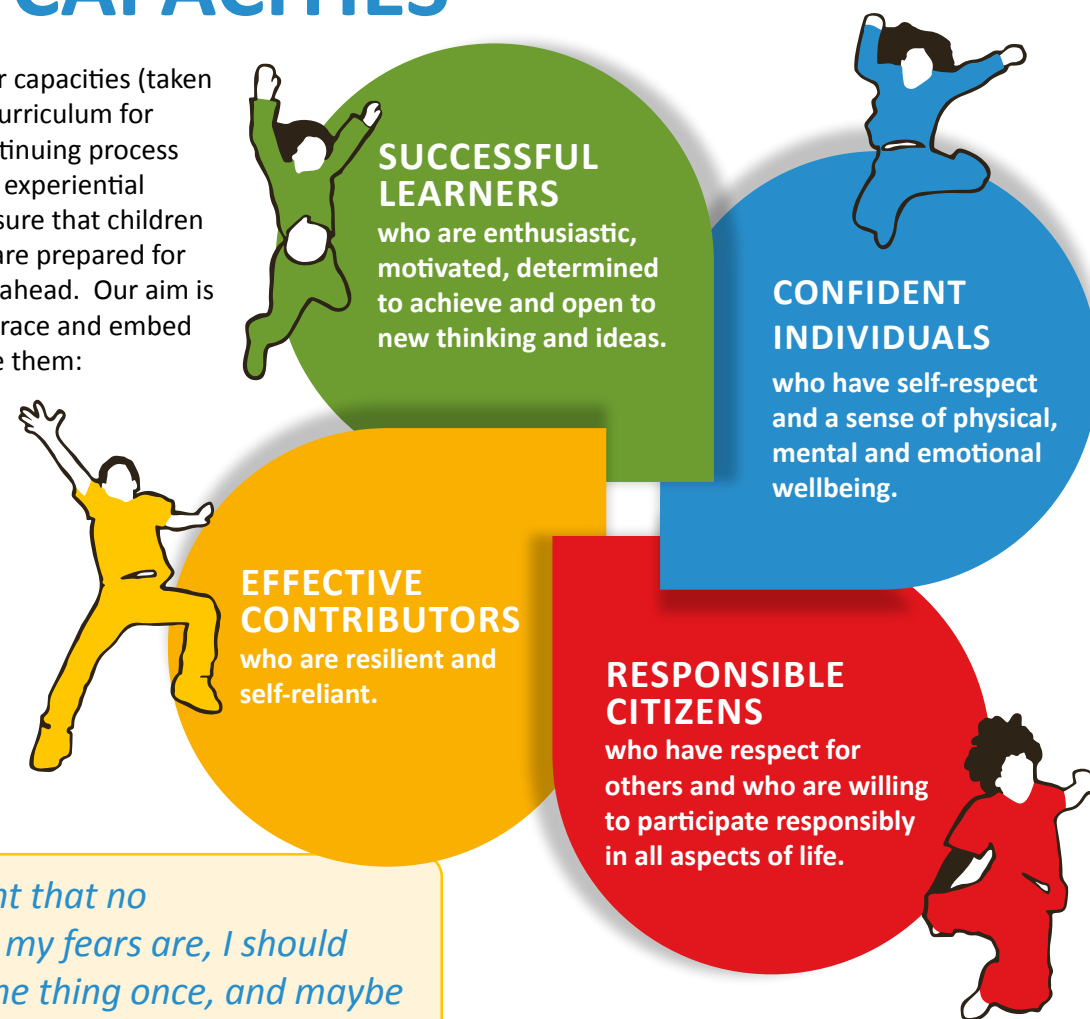 CAPACITIES
r capacities (taken
urriculum for
tinuing process
experiential
sure that children
are prepared for
ahead.  Our aim is
race and embed
e them:
SUCCESSFUL
LEARNERS
who are enthusiastic,
motivated, determined
to achieve and open to
new thinking and ideas.
CONFIDENT
INDIVIDUALS
who have self-respect
and a sense of physical,
mental and emotional
wellbeing.
EFFECTIVE
CONTRIBUTORS
who are resilient and
self-reliant.
RESPONSIBLE
CITIZENS
who have respect for
others and who are willing
to participate responsibly
in all aspects of life.
nt that no
my fears are, I should
ne thing once, and maybe